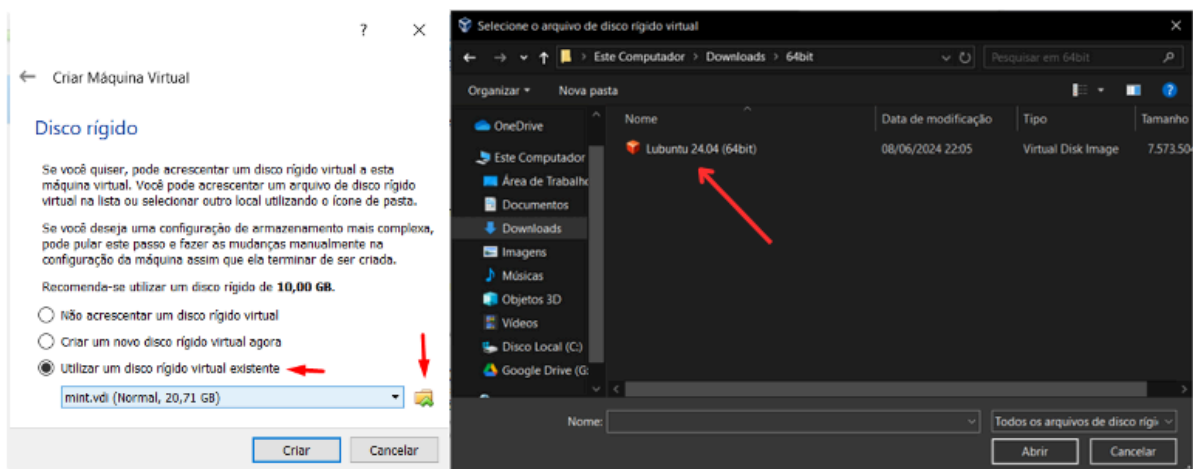 ?
Criar Máquina Virtual
Disco rígido
Se você quiser, pode acrescentar um disco rígido virtual a esta
máquina virtual. Você pode acrescentar um arquivo de disco rígido
virtual na lista ou selecionar outro local utilizando o ícone de pasta.
Se você deseja uma configuração de armazenamento mais complexa,
pode pular este passo e fazer as mudanças manualmente na
configuração da máquina assim que ela terminar de ser criada.
Recomenda-se utilizar um disco rígido de 10,00 GB.
Não acrescentar um disco rígido virtual
Criar um novo disco rígido virtual agora
Utilizar um disco rígido virtual existente
mint.vdi (Normal, 20,71 GB)
Criar Cancelar
Selecione o arquivo de disco rígido virtual
Este Computador > Downloads > 64bit
Pesquisar em 64bit
Organizar Nova pasta
?
Nome Data de modificação Tipo Tamanho
OneDrive
Este Computador
Área de Trabalho
Documentos
Downloads
Imagens
Músicas
Objetos 3D
Vídeos
Disco Local (C:)
Google Drive (G:
Lubuntu 24.04 (64bit) 08/06/2024 22:05 Virtual Disk Image 7.573.50
Nome:
Todos os arquivos de disco rígi
Abrir Cancelar